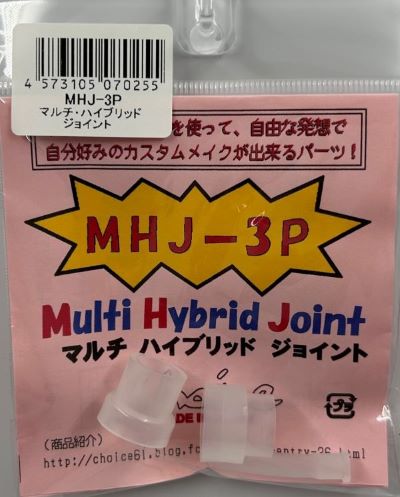 4 573105 070255
MHJ-3P
マルチ・ハイブリッド
ジョイント
を使って、自由な発想で
自分好みのカスタムメイクが出来るパーツ！
MHJ-3P
Multi Hybrid Joint
マルチ ハイブリッド ジョイント
DE I
プラ
(商品紹介)
http://choice61.blog.fc entry-26.html